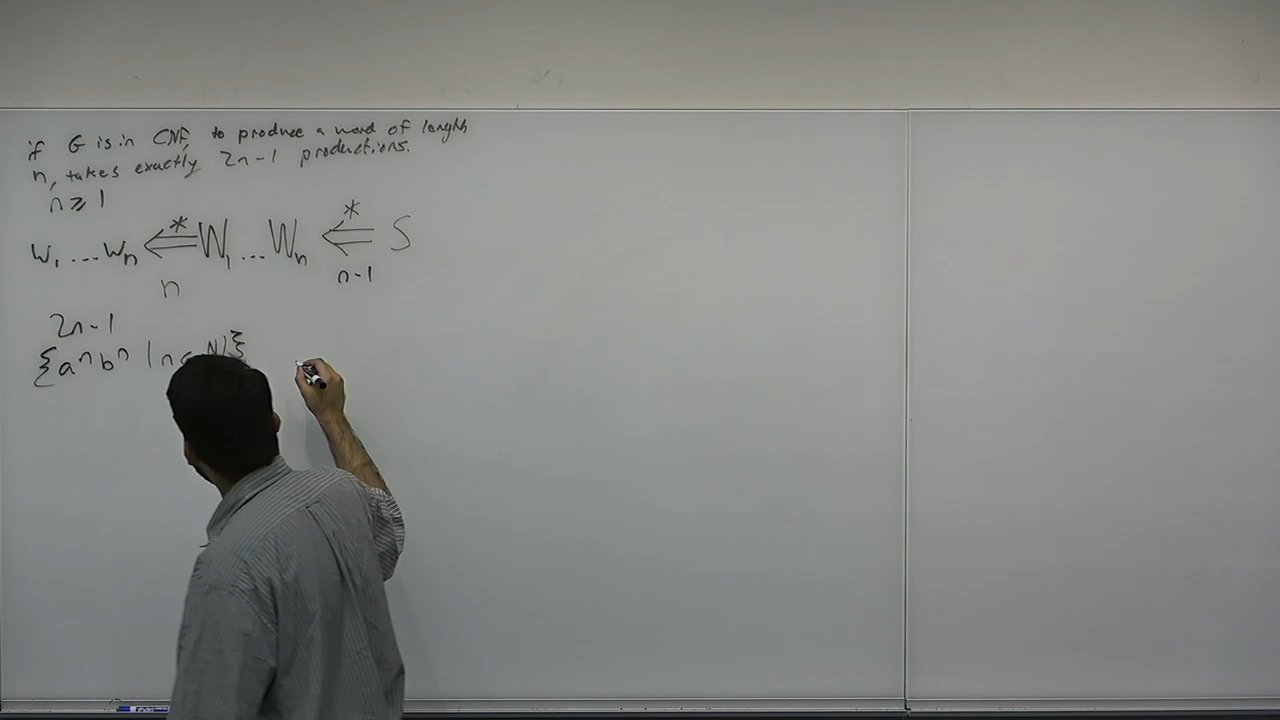 if G is in CNF, to produce a word of length
n, takes exactly 2n-1 productions.
n ⩾ 1
w₁...wₙ ⇐* W₁...Wₙ ⇐* S
n n-1
2n-1
{aⁿbⁿ | n N}